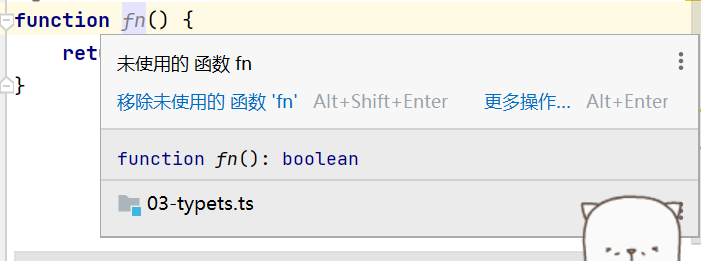 function fn() {
retu
}
未使用的 函数 fn
移除未使用的 函数 'fn' Alt+Shift+Enter 更多操作... Alt+Enter
function fn(): boolean
03-typets.ts